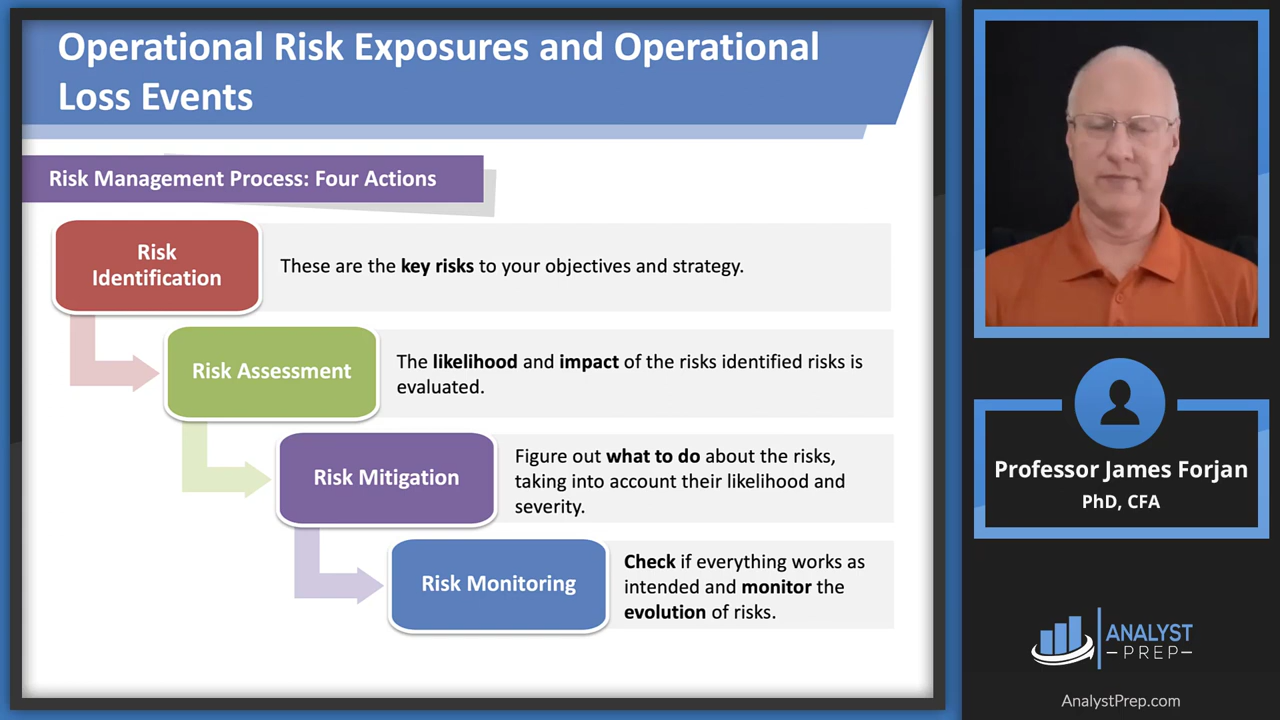 Operational Risk Exposures and Operational
Loss Events
Risk Management Process: Four Actions
Risk
Identification
These are the key risks to your objectives and strategy.
Risk Assessment
The likelihood and impact of the risks identified risks is
evaluated.
Risk Mitigation
Figure out what to do about the risks,
taking into account their likelihood and
severity.
Risk Monitoring
Check if everything works as
intended and monitor the
evolution of risks.
Professor James Forjan
PhD, CFA
ANALYST
PREP
AnalystPrep.com